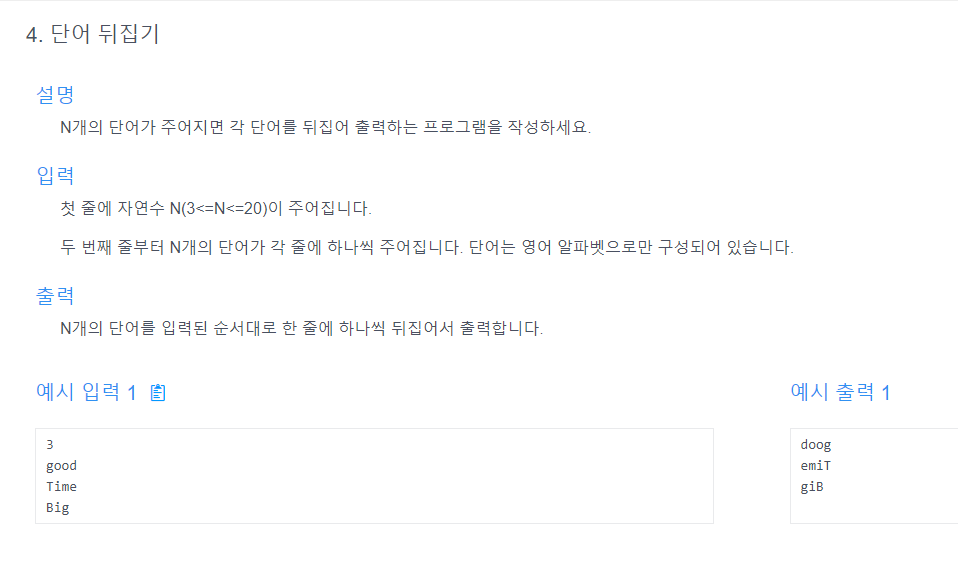 4. 단어 뒤집기
설명
N개의 단어가 주어지면 각 단어를 뒤집어 출력하는 프로그램을 작성하세요.
입력
첫 줄에 자연수 N(3<=N<=20)이 주어집니다.
두 번째 줄부터 N개의 단어가 각 줄에 하나씩 주어집니다. 단어는 영어 알파벳으로만 구성되어 있습니다.
출력
N개의 단어를 입력된 순서대로 한 줄에 하나씩 뒤집어서 출력합니다.
예시 입력 1
3
good
Time
Big
예시 출력 1
doog
emiT
giB